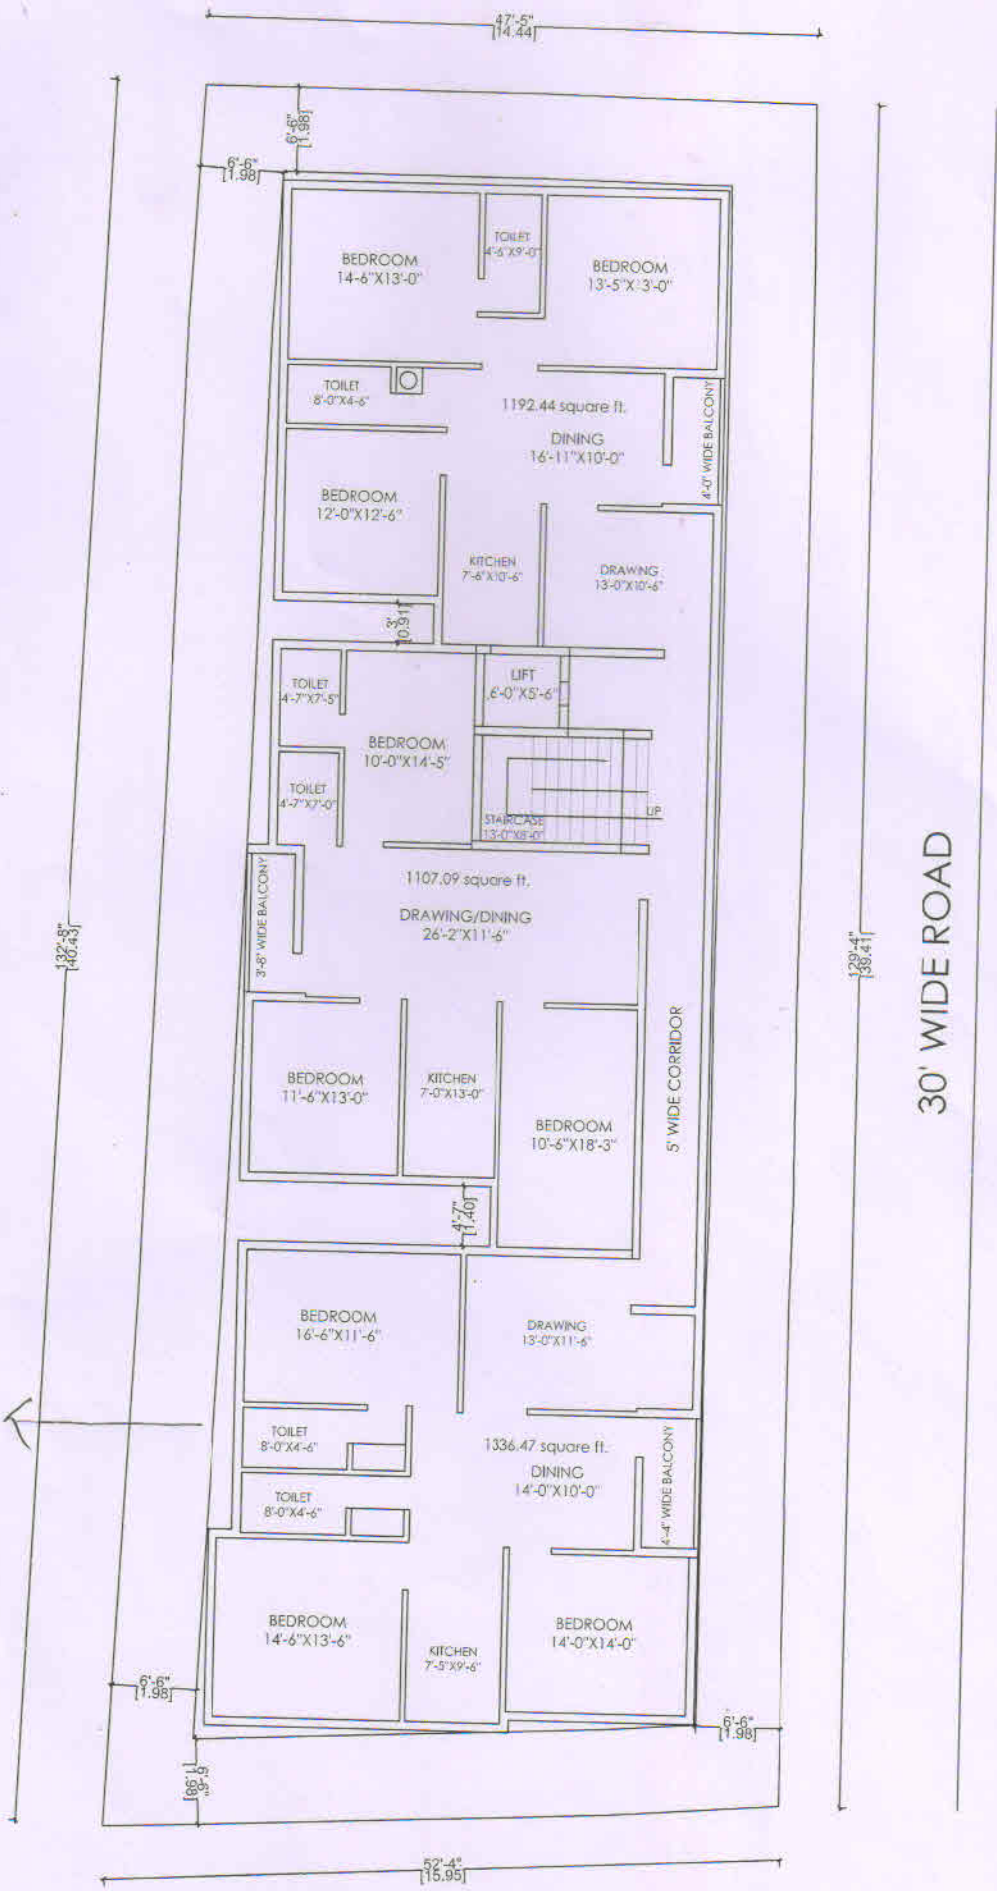 47'-5"
[14.44]
6'-6"
[1.98]
6'-6"
[1.98]
BEDROOM
14-6"X13'-0"
TOILET
4'-6"X9'-0"
BEDROOM
TOILET
8'-0"X4-6"
1192.44 square ft.
DINING
16'-11"X10'-0"
4'-0" WIDE BALCONY
BEDROOM
12'-0"X12'-6"
KITCHEN
7'-6"X10'-6"
DRAWING
13'-0"X10'-6"
3'
[0.91]
TOILET
4'-7"X7'-5"
LIFT
6'-0"X5'-6"
BEDROOM
10'-0"X14'-5"
TOILET
4'-7"X7'-0"
STAIRCASE
13'-0"X8'-0"
UP
1107.09 square ft.
DRAWING/DINING
26'-2"X11'-6"
3'-8" WIDE BALCONY
132'-8"
[40.43]
129'-4"
[39.41]
30' WIDE ROAD
BEDROOM
11'-6"X13'-0"
KITCHEN
7'-0"X13'-0"
BEDROOM
10'-6"X18'-3"
5' WIDE CORRIDOR
4'-7"
[1.40]
BEDROOM
16'-6"X11'-6"
DRAWING
13'-0"X11'-6"
TOILET
8'-0"X4'-6"
1336.47 square ft.
DINING
14'-0"X10'-0"
4'-4" WIDE BALCONY
TOILET
8'-0"X4'-6"
BEDROOM
14'-6"X13'-6"
KITCHEN
7'-5"X9'-6"
BEDROOM
14'-0"X14'-0"
6'-6"
[1.98]
6'-6"
[1.98]
6'-6"
[1.98]
52'-4"
[15.95]